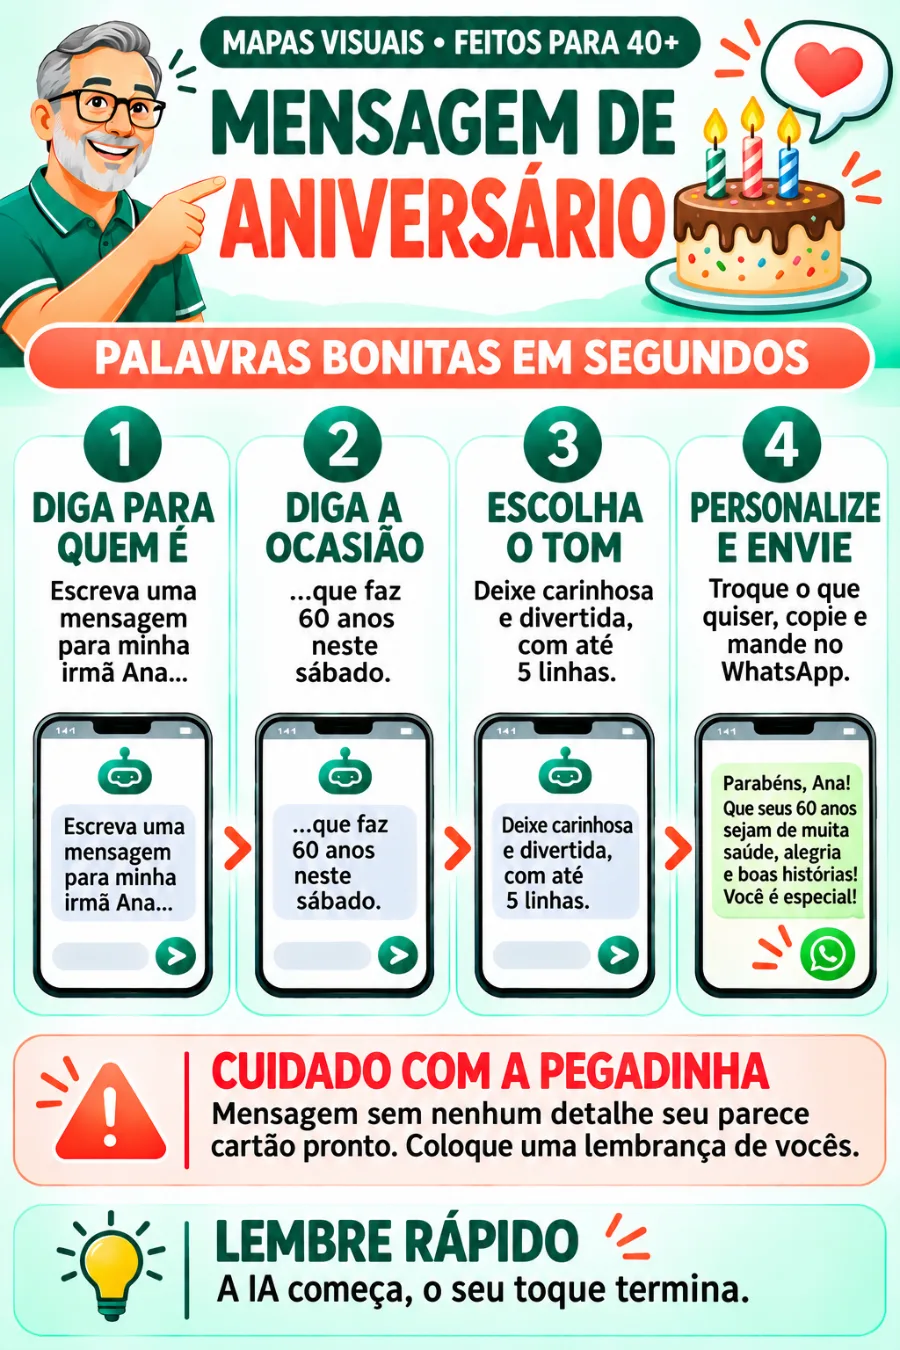 MAPAS VISUAIS • FEITOS PARA 40+
MENSAGEM DE
ANIVERSÁRIO
PALAVRAS BONITAS EM SEGUNDOS
1
DIGA PARA
QUEM É
Escreva uma
mensagem
para minha
irmã Ana...
141
Escreva uma
mensagem
para minha
irmã Ana...
2
DIGA A
OCASIÃO
...que faz
60 anos
neste
sábado.
141
...que faz
60 anos
neste
sábado.
3
ESCOLHA
O TOM
Deixe carinhosa
e divertida,
com até
5 linhas.
141
Deixe carinhosa
e divertida,
com até
5 linhas.
4
PERSONALIZE
E ENVIE
Troque o que
quiser, copie e
mande no
WhatsApp.
141
Parabéns, Ana!
Que seus 60 anos
sejam de muita
saúde, alegria
e boas histórias!
Você é especial!
CUIDADO COM A PEGADINHA
Mensagem sem nenhum detalhe seu parece
cartão pronto. Coloque uma lembrança de vocês.
LEMBRE RÁPIDO
A IA começa, o seu toque termina.